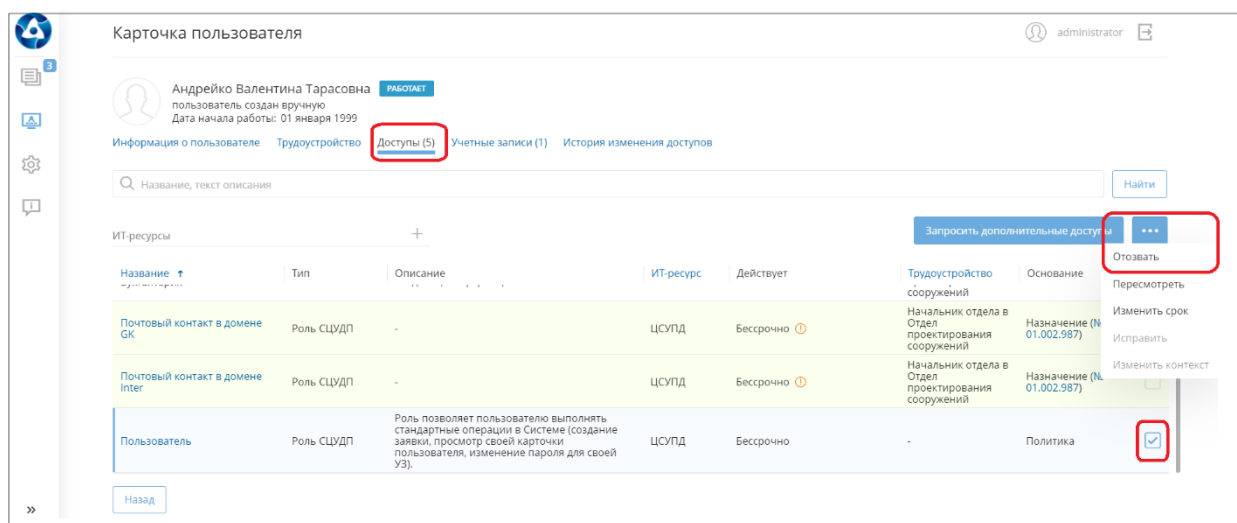 Карточка пользователя
administrator
3
Андрейко Валентина Тарасовна РАБОТАЕТ
пользователь создан вручную
Дата начала работы: 01 января 1999
Информация о пользователе Трудоустройство Доступы (5) Учетные записи (1) История изменения доступов
Название, текст описания
Найти
ИТ-ресурсы +
Запросить дополнительные доступы ...
Отозвать
Пересмотреть
Изменить срок
Исправить
Изменить контекст
Название ↑ Тип Описание ИТ-ресурс Действует Трудоустройство Основание
сооружений
Почтовый контакт в домене
GK
Роль СЦУДП
-
ЦСУПД
Бессрочно
Начальник отдела в
Отдел
проектирования
сооружений
Назначение (№
01.002.987)
Почтовый контакт в домене
Inter
Роль СЦУДП
-
ЦСУПД
Бессрочно
Начальник отдела в
Отдел
проектирования
сооружений
Назначение (№
01.002.987)
Пользователь
Роль СЦУДП
Роль позволяет пользователю выполнять
стандартные операции в Системе (создание
заявки, просмотр своей карточки
пользователя, изменение пароля для своей
УЗ).
ЦСУПД
Бессрочно
-
Политика
Назад
»